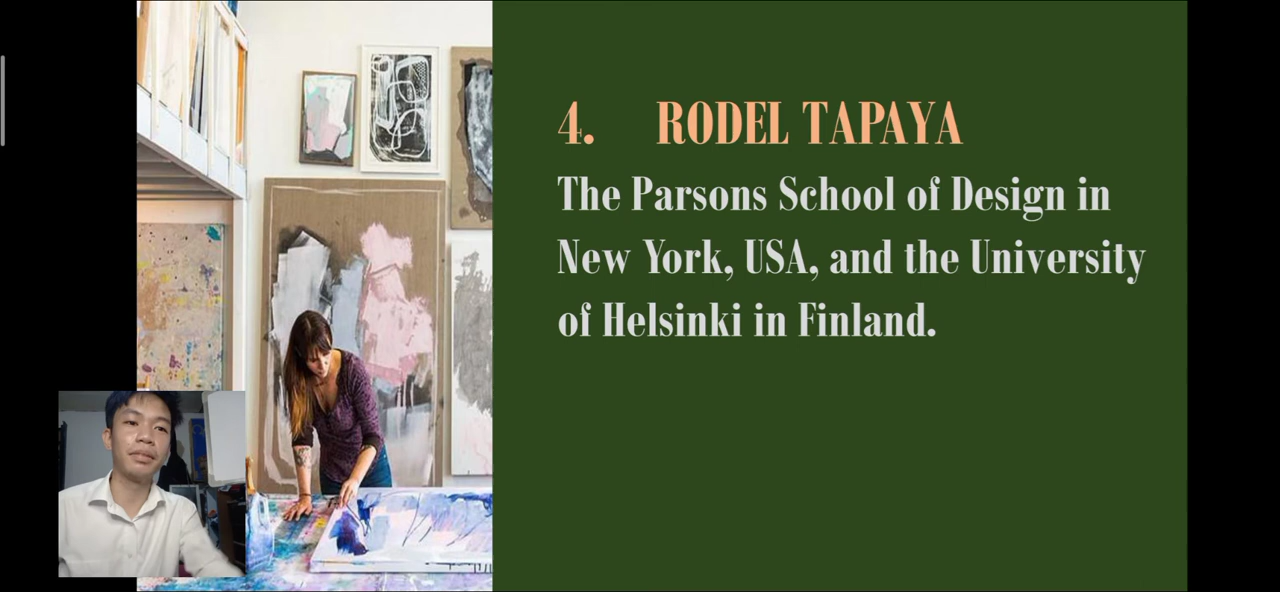 4. RODEL TAPAYA
The Parsons School of Design in
New York, USA, and the University
of Helsinki in Finland.